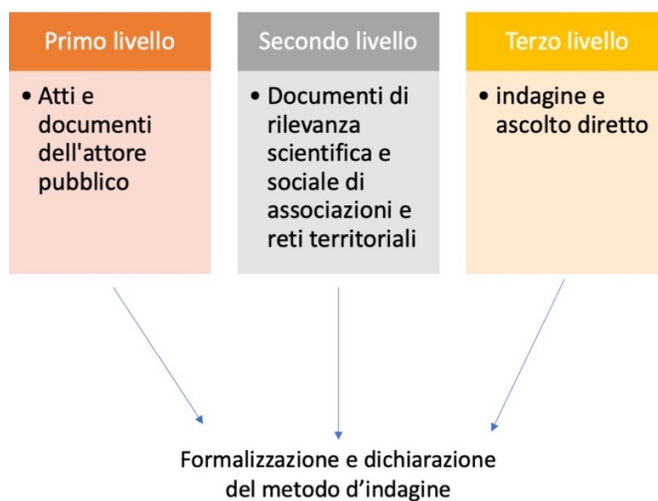 Primo livello
• Atti e
documenti
dell'attore
pubblico
Secondo livello
• Documenti di
rilevanza
scientifica e
sociale di
associazioni e
reti territoriali
Terzo livello
• indagine e
ascolto diretto
Formalizzazione e dichiarazione
del metodo d’indagine